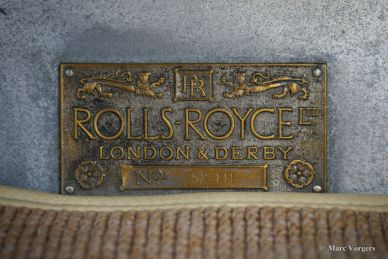 RR
ROLLS-ROYCE LTD
LONDON & DERBY
No
© Marc Vorgers